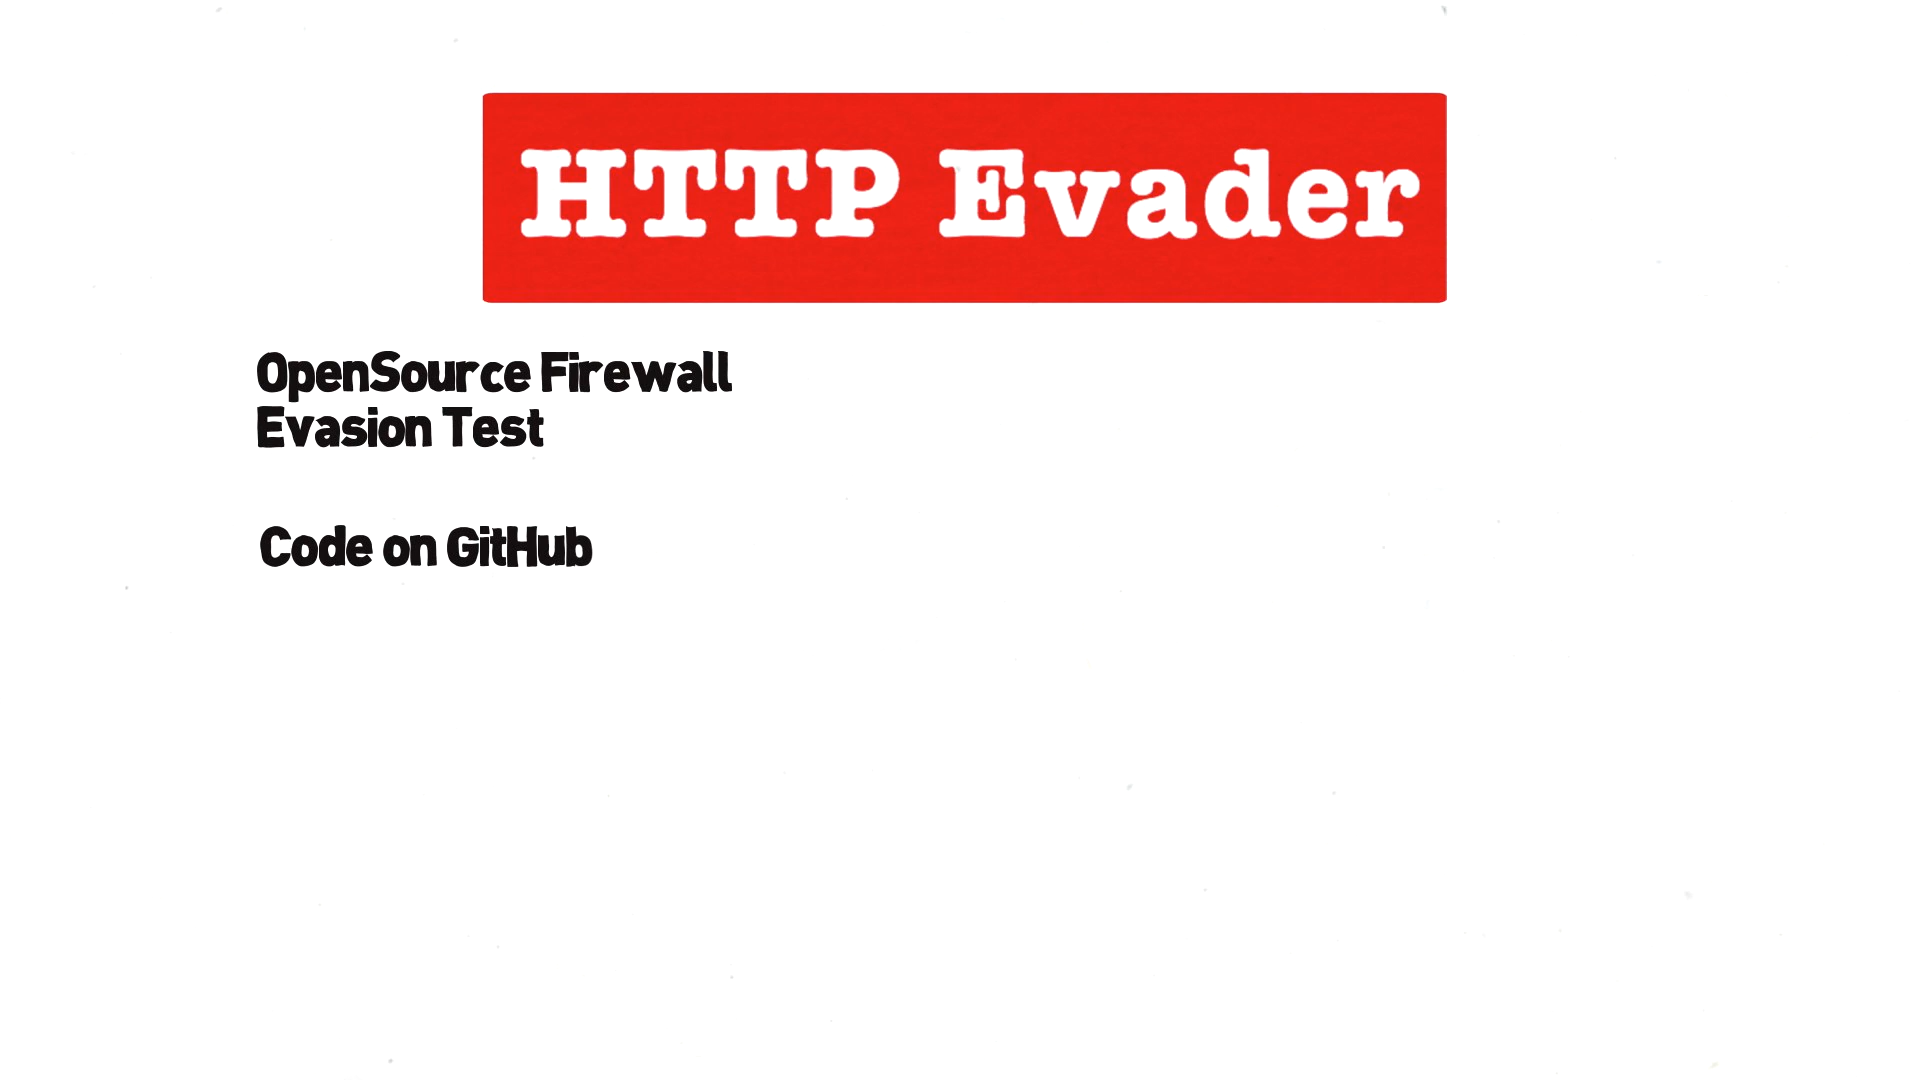 HTTP Evader
OpenSource Firewall
Evasion Test
Code on GitHub